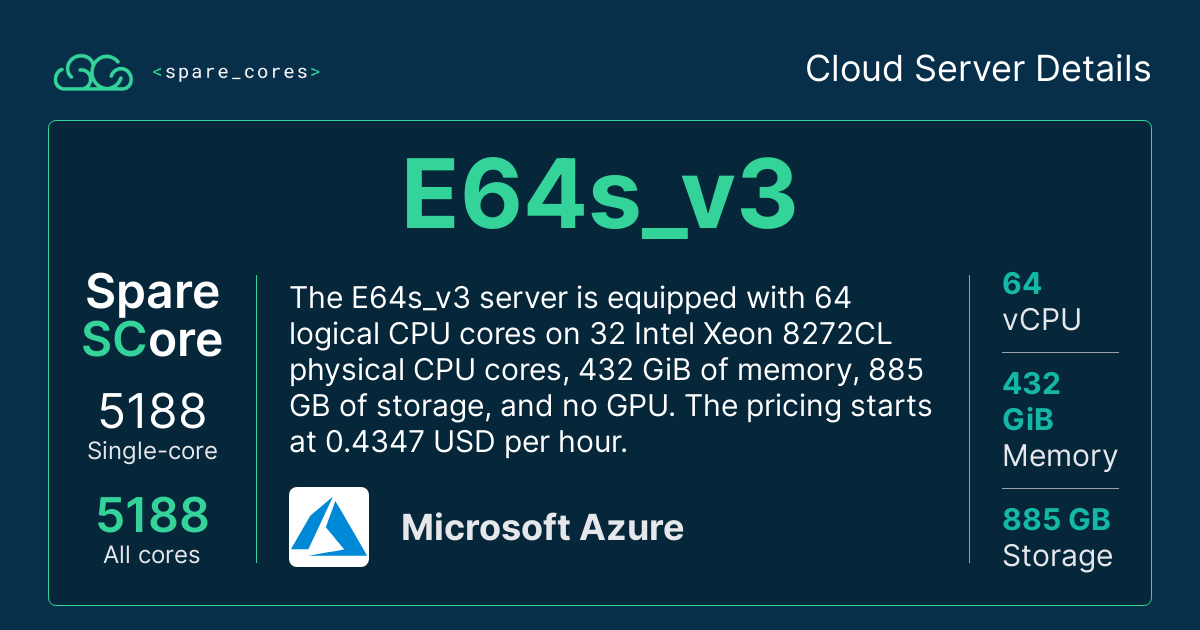 <spare_cores>
Cloud Server Details
E64s_v3
Spare
SCore
5188
Single-core
5188
All cores
The E64s_v3 server is equipped with 64
logical CPU cores on 32 Intel Xeon 8272CL
physical CPU cores, 432 GiB of memory, 885
GB of storage, and no GPU. The pricing starts
at 0.4347 USD per hour.
Microsoft Azure
64
vCPU
432
GiB
Memory
885 GB
Storage